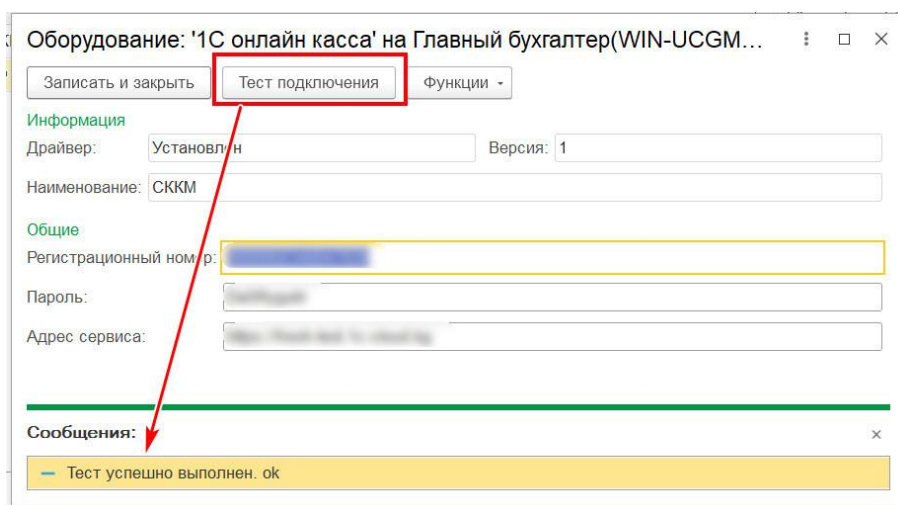 Оборудование: '1С онлайн касса' на Главный бухгалтер(WIN-UCGM...
Записать и закрыть Тест подключения Функции
Информация
Драйвер: Установлен Версия: 1
Наименование: СККМ
Общие
Регистрационный номер:
Пароль:
Адрес сервиса:
Сообщения:
Тест успешно выполнен. ok